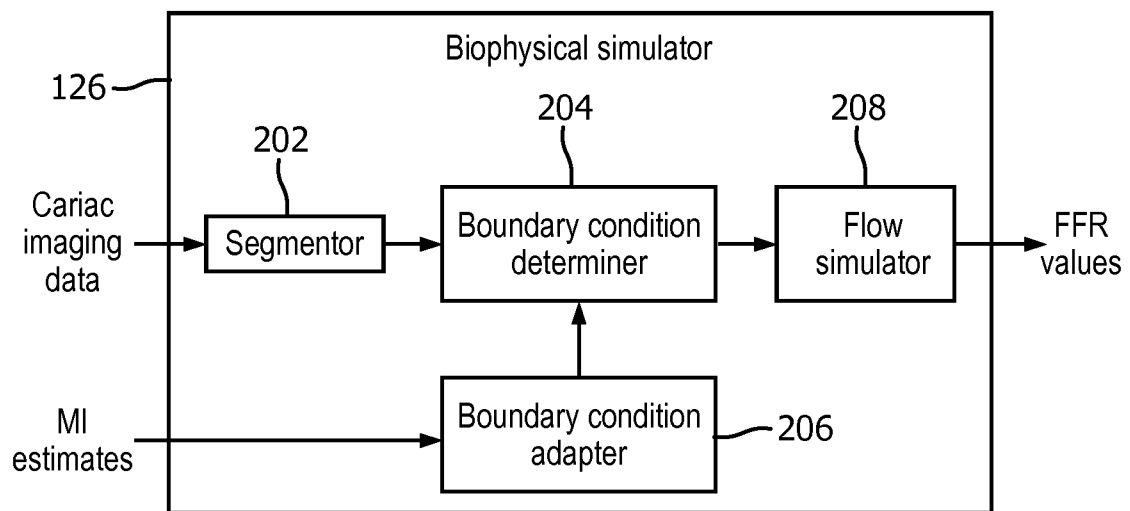 Biophysical simulator
126
204
208
202
Cariac
imaging
data
Segmentor
Boundary condition
determiner
Flow
simulator
FFR
values
MI
estimates
Boundary condition
adapter
206